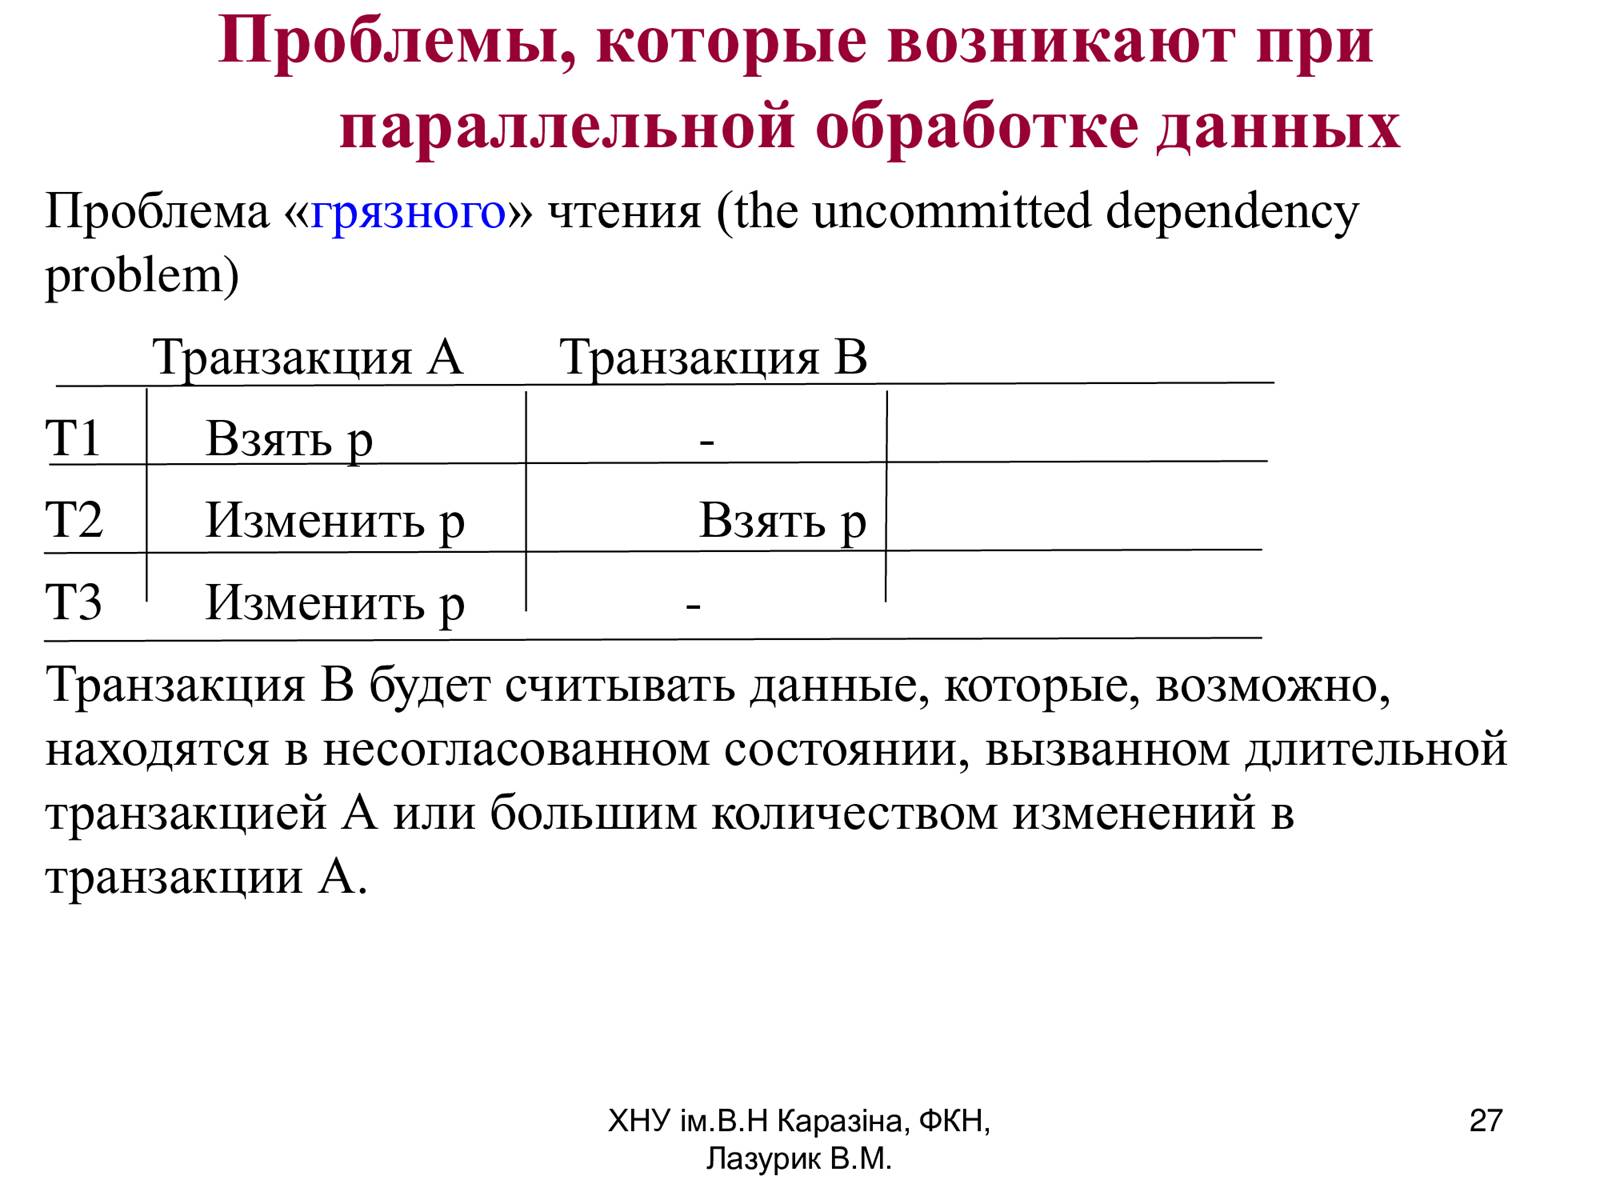 Проблемы, которые возникают при
параллельной обработке данных
Проблема «грязного» чтения (the uncommitted dependency
problem)
Транзакция А Транзакция В
Т1 Взять р -
Т2 Изменить р Взять р
Т3 Изменить р -
Транзакция В будет считывать данные, которые, возможно,
находятся в несогласованном состоянии, вызванном длительной
транзакцией А или большим количеством изменений в
транзакции А.
ХНУ ім.В.Н Каразіна, ФКН,
Лазурик В.М.
27